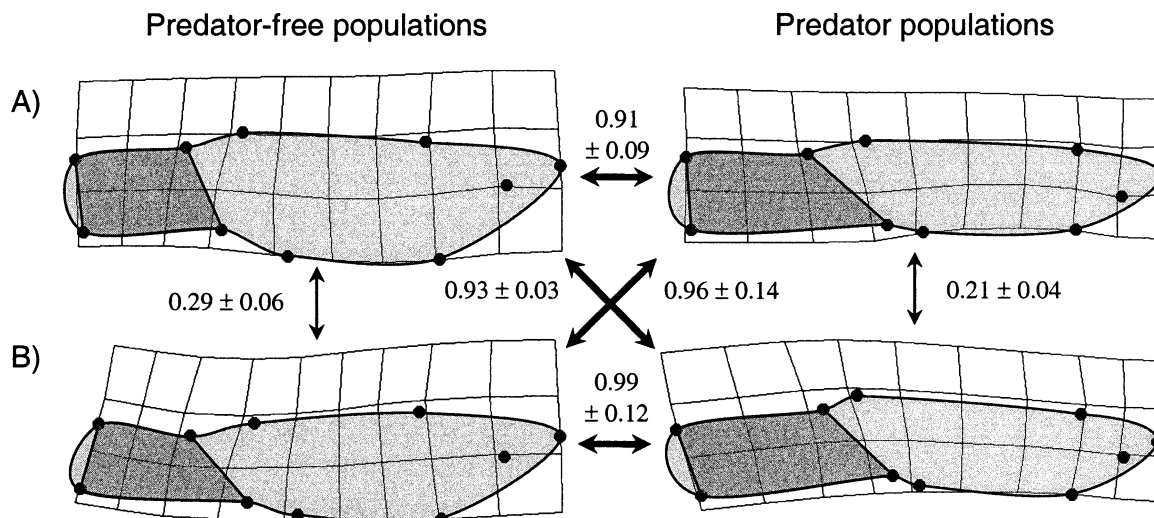 Predator-free populations
Predator populations
A)
0.91
± 0.09
0.29 ± 0.06
0.93 ± 0.03
0.96 ± 0.14
0.21 ± 0.04
B)
0.99
± 0.12